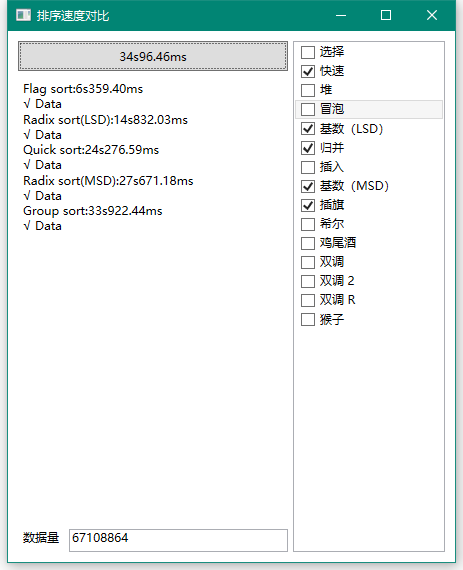 排序速度对比
34s96.46ms
Flag sort:6s359.40ms
√ Data
Radix sort(LSD):14s832.03ms
√ Data
Quick sort:24s276.59ms
√ Data
Radix sort(MSD):27s671.18ms
√ Data
Group sort:33s922.44ms
√ Data
选择
快速
堆
冒泡
基数（LSD）
归并
插入
基数（MSD）
插旗
希尔
鸡尾酒
双调
双调 2
双调 R
猴子
数据量 67108864